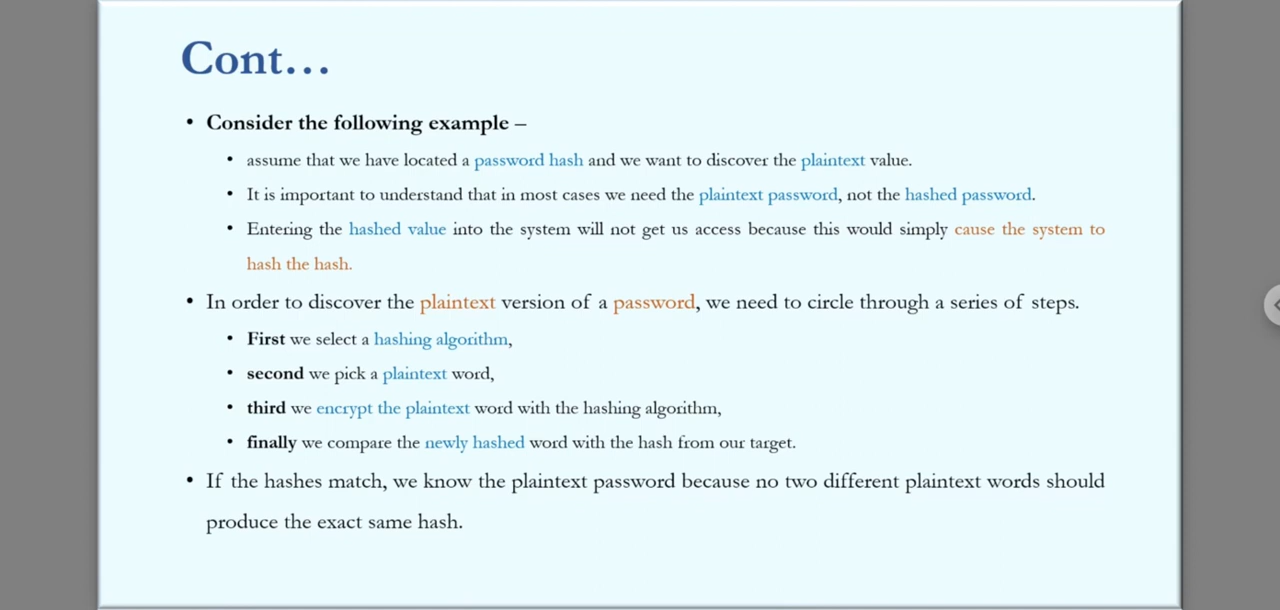 Cont…
• Consider the following example –
• assume that we have located a password hash and we want to discover the plaintext value.
• It is important to understand that in most cases we need the plaintext password, not the hashed password.
• Entering the hashed value into the system will not get us access because this would simply cause the system to
hash the hash.
• In order to discover the plaintext version of a password, we need to circle through a series of steps.
• First we select a hashing algorithm,
• second we pick a plaintext word,
• third we encrypt the plaintext word with the hashing algorithm,
• finally we compare the newly hashed word with the hash from our target.
• If the hashes match, we know the plaintext password because no two different plaintext words should
produce the exact same hash.